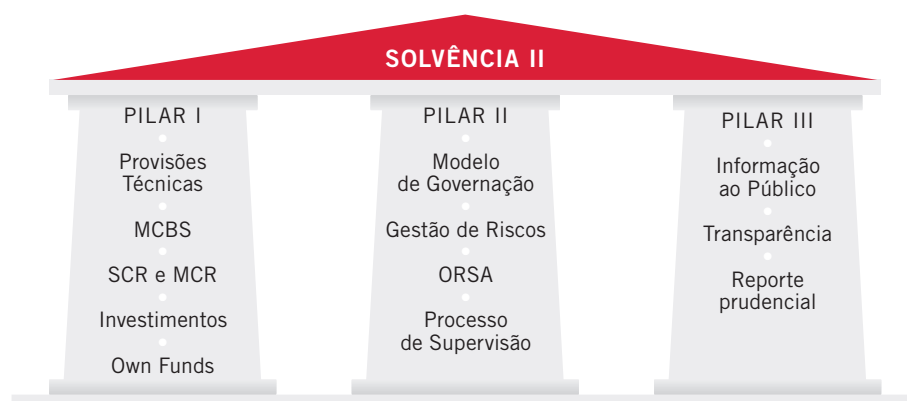 SOLVÊNCIA II
PILAR I
Provisões
Técnicas
MCBS
SCR e MCR
Investimentos
Own Funds
PILAR II
Modelo
de Governação
Gestão de Riscos
ORSA
Processo
de Supervisão
PILAR III
Informação
ao Público
Transparência
Reporte
prudencial